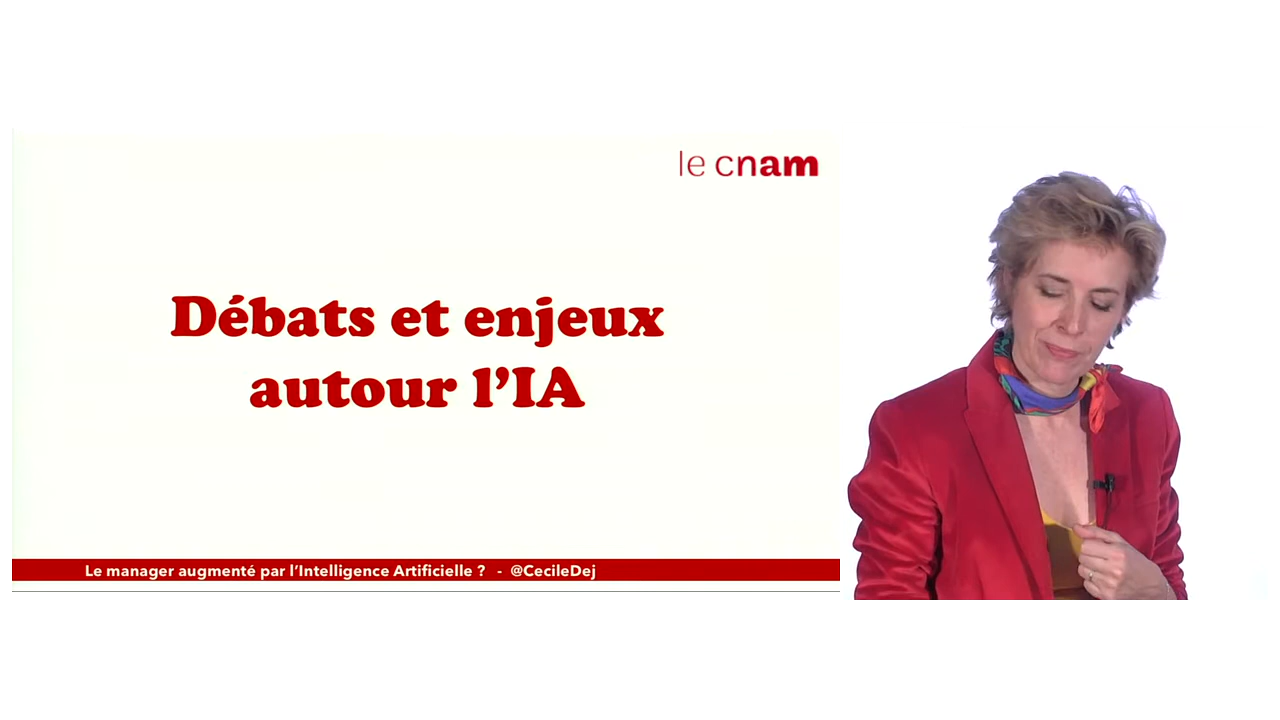 le cnam
Débats et enjeux
autour l’IA
Le manager augmenté par l’Intelligence Artificielle ? - @CecileDej